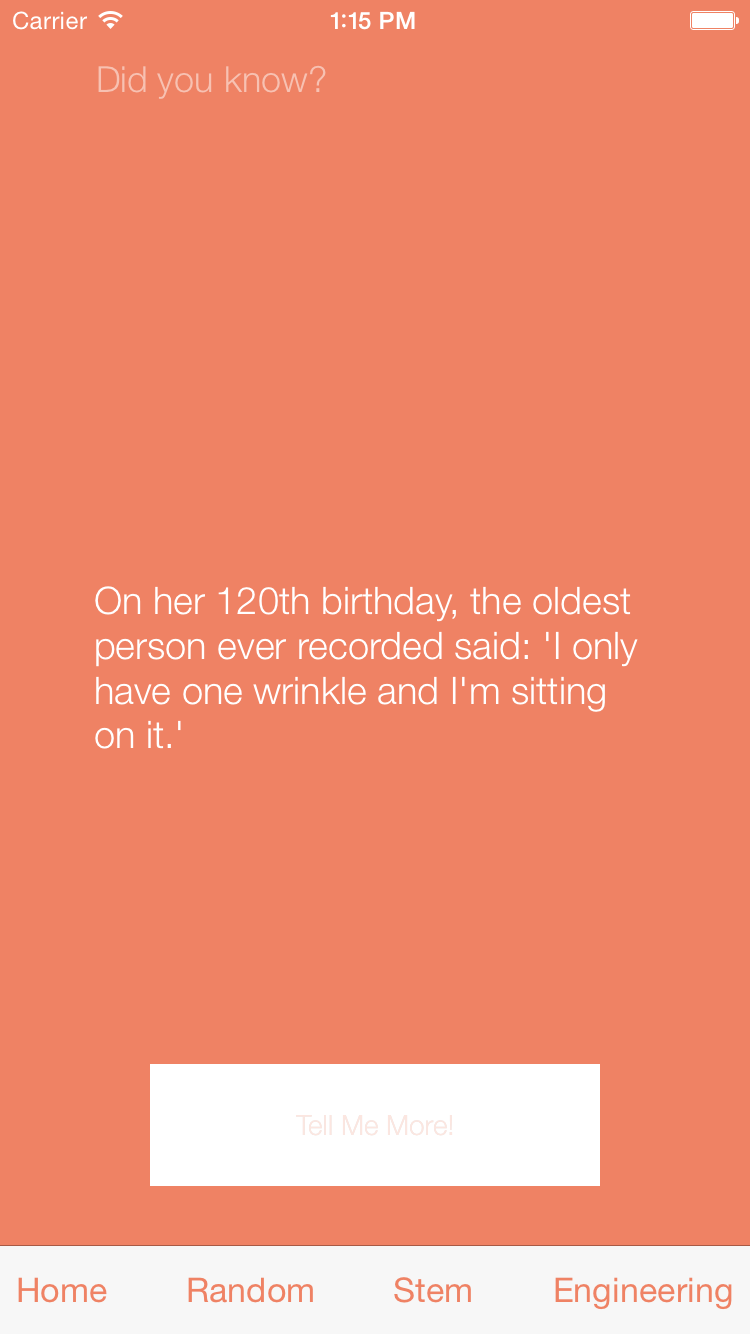 Carrier 1:15 PM
Did you know?
On her 120th birthday, the oldest
person ever recorded said: 'I only
have one wrinkle and I'm sitting
on it.'
Tell Me More!
Home Random Stem Engineering